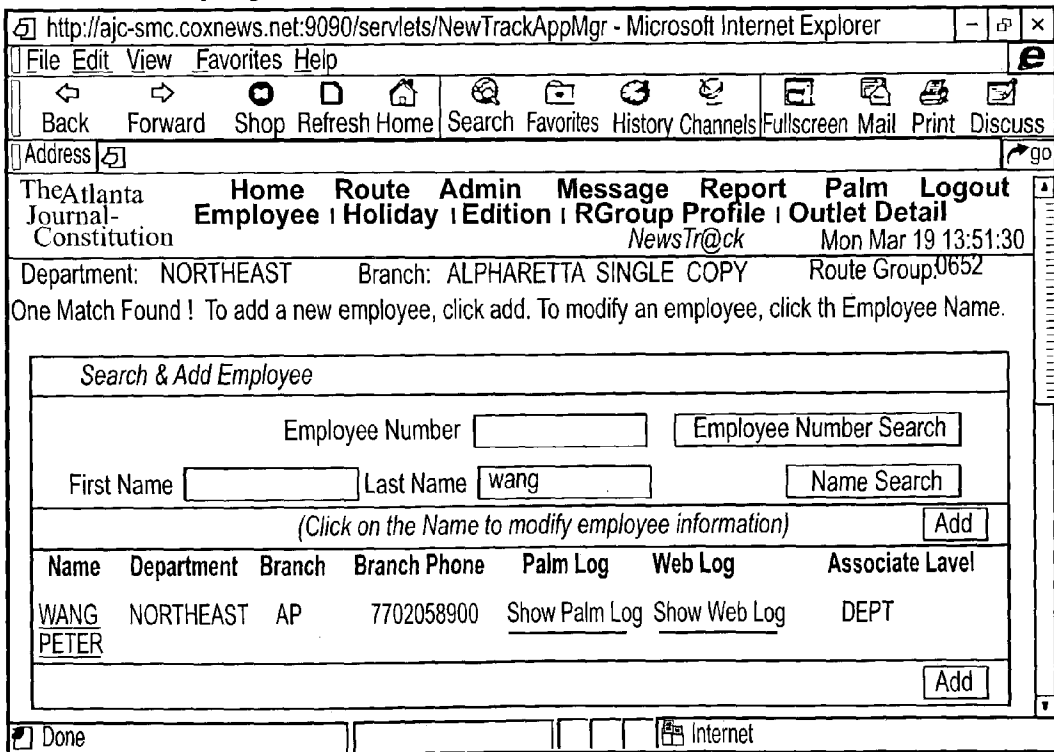 http://ajc-smc.coxnews.net:9090/servlets/NewTrackAppMgr - Microsoft Internet Explorer
File Edit View Favorites Help
Back Forward Shop Refresh Home Search Favorites History Channels Fullscreen Mail Print Discuss
Address go
The Atlanta Journal-Constitution
Home Route Admin Message Report Palm Logout
Employee | Holiday | Edition | RGroup Profile | Outlet Detail
NewsTr@ck Mon Mar 19 13:51:30
Department: NORTHEAST Branch: ALPHARETTA SINGLE COPY Route Group:0652
One Match Found ! To add a new employee, click add. To modify an employee, click th Employee Name.
Search & Add Employee
Employee Number Employee Number Search
First Name Last Name wang Name Search
(Click on the Name to modify employee information) Add
Name Department Branch Branch Phone Palm Log Web Log Associate Lavel
WANG PETER NORTHEAST AP 7702058900 Show Palm Log Show Web Log DEPT
Add
Done Internet